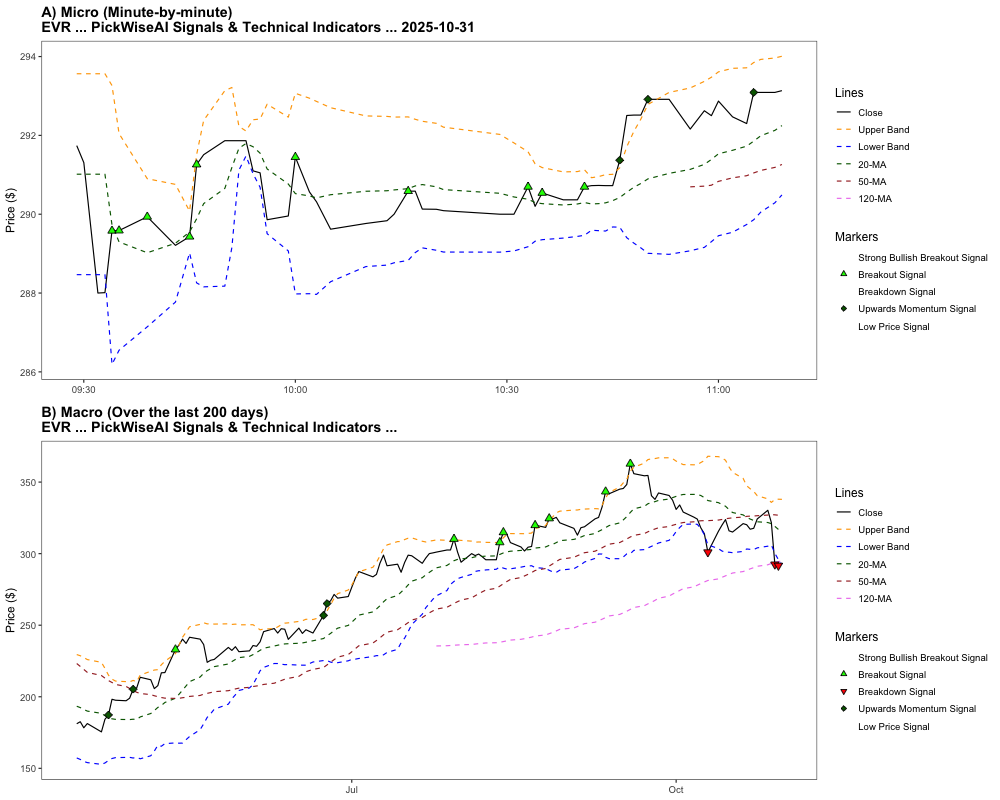 A) Micro (Minute-by-minute)
EVR ... PickWiseAI Signals & Technical Indicators ... 2025-10-31
Price ($)
294
292
290
288
286
09:30
10:00
10:30
11:00
Lines
Close
Upper Band
Lower Band
20-MA
50-MA
120-MA
Markers
Strong Bullish Breakout Signal
Breakout Signal
Breakdown Signal
Upwards Momentum Signal
Low Price Signal
B) Macro (Over the last 200 days)
EVR ... PickWiseAI Signals & Technical Indicators ...
Price ($)
350
300
250
200
150
Jul
Oct
Lines
Close
Upper Band
Lower Band
20-MA
50-MA
120-MA
Markers
Strong Bullish Breakout Signal
Breakout Signal
Breakdown Signal
Upwards Momentum Signal
Low Price Signal